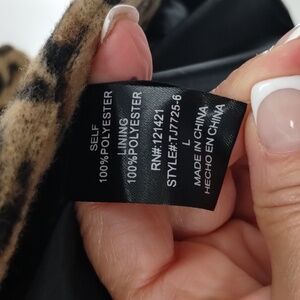 SELF
100%POLYESTER
LINING
100%POLYESTER
RN#:121421
STYLE#:TJ7725-6
L
MADE IN CHINA
HECHO EN CHINA